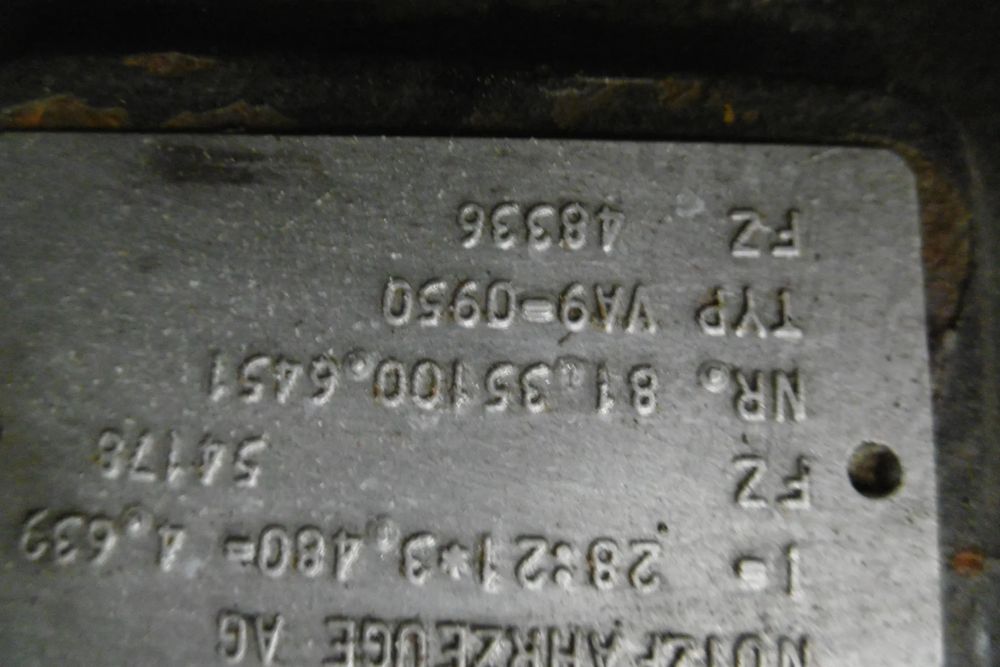 NUTZFAHRZEUGE AG
I = 28:21*3,480= 4,639
FZ 54178
NR. 81.35100.6451
TYP VA9-0950
FZ 48336